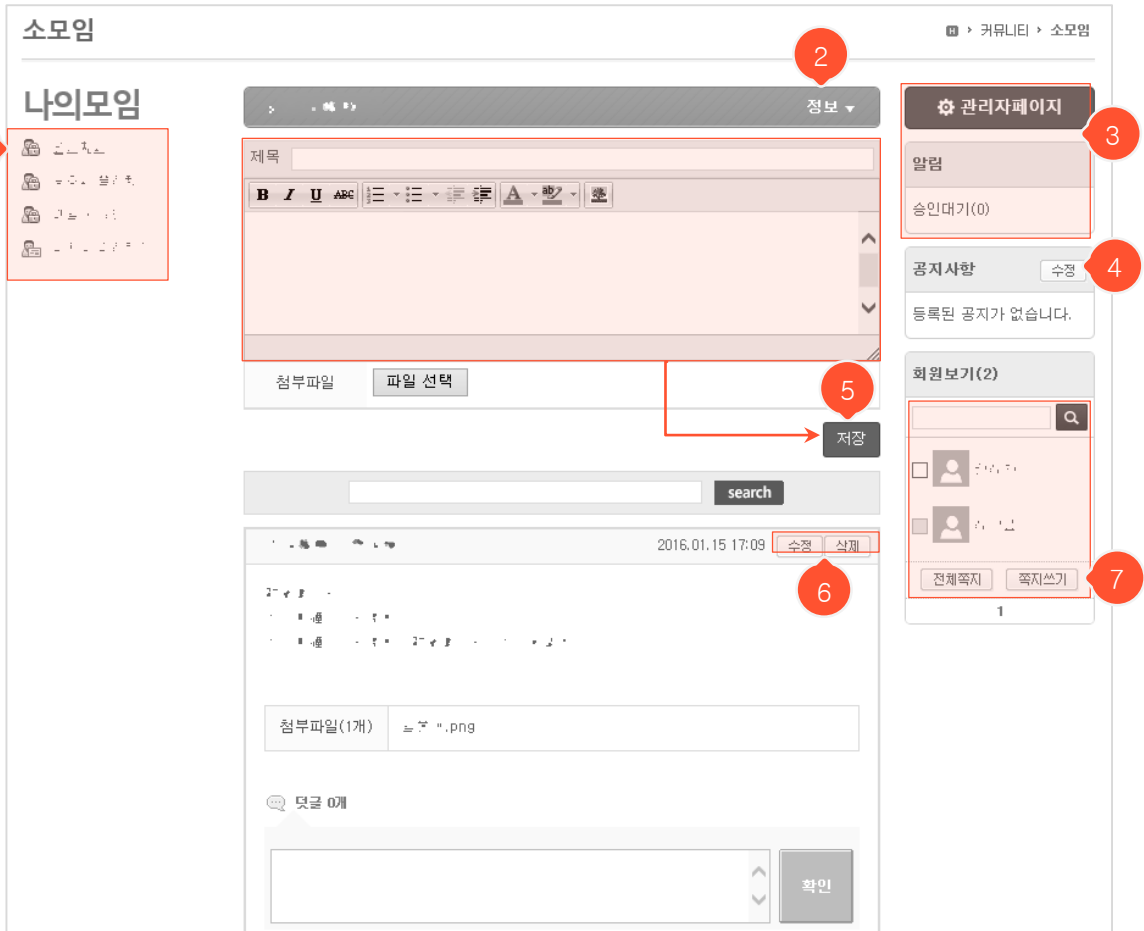 소모임
커뮤니티 > 소모임
2
나의모임
정보 ▼
제목
B I U ABC
A ab
첨부파일 파일 선택
5
저장
search
2016.01.15 17:09 수정 삭제
6
첨부파일(1개) .png
덧글 0개
확인
관리자페이지
3
알림
승인대기(0)
공지사항 수정
4
등록된 공지가 없습니다.
회원보기(2)
전체쪽지 쪽지쓰기
7
1